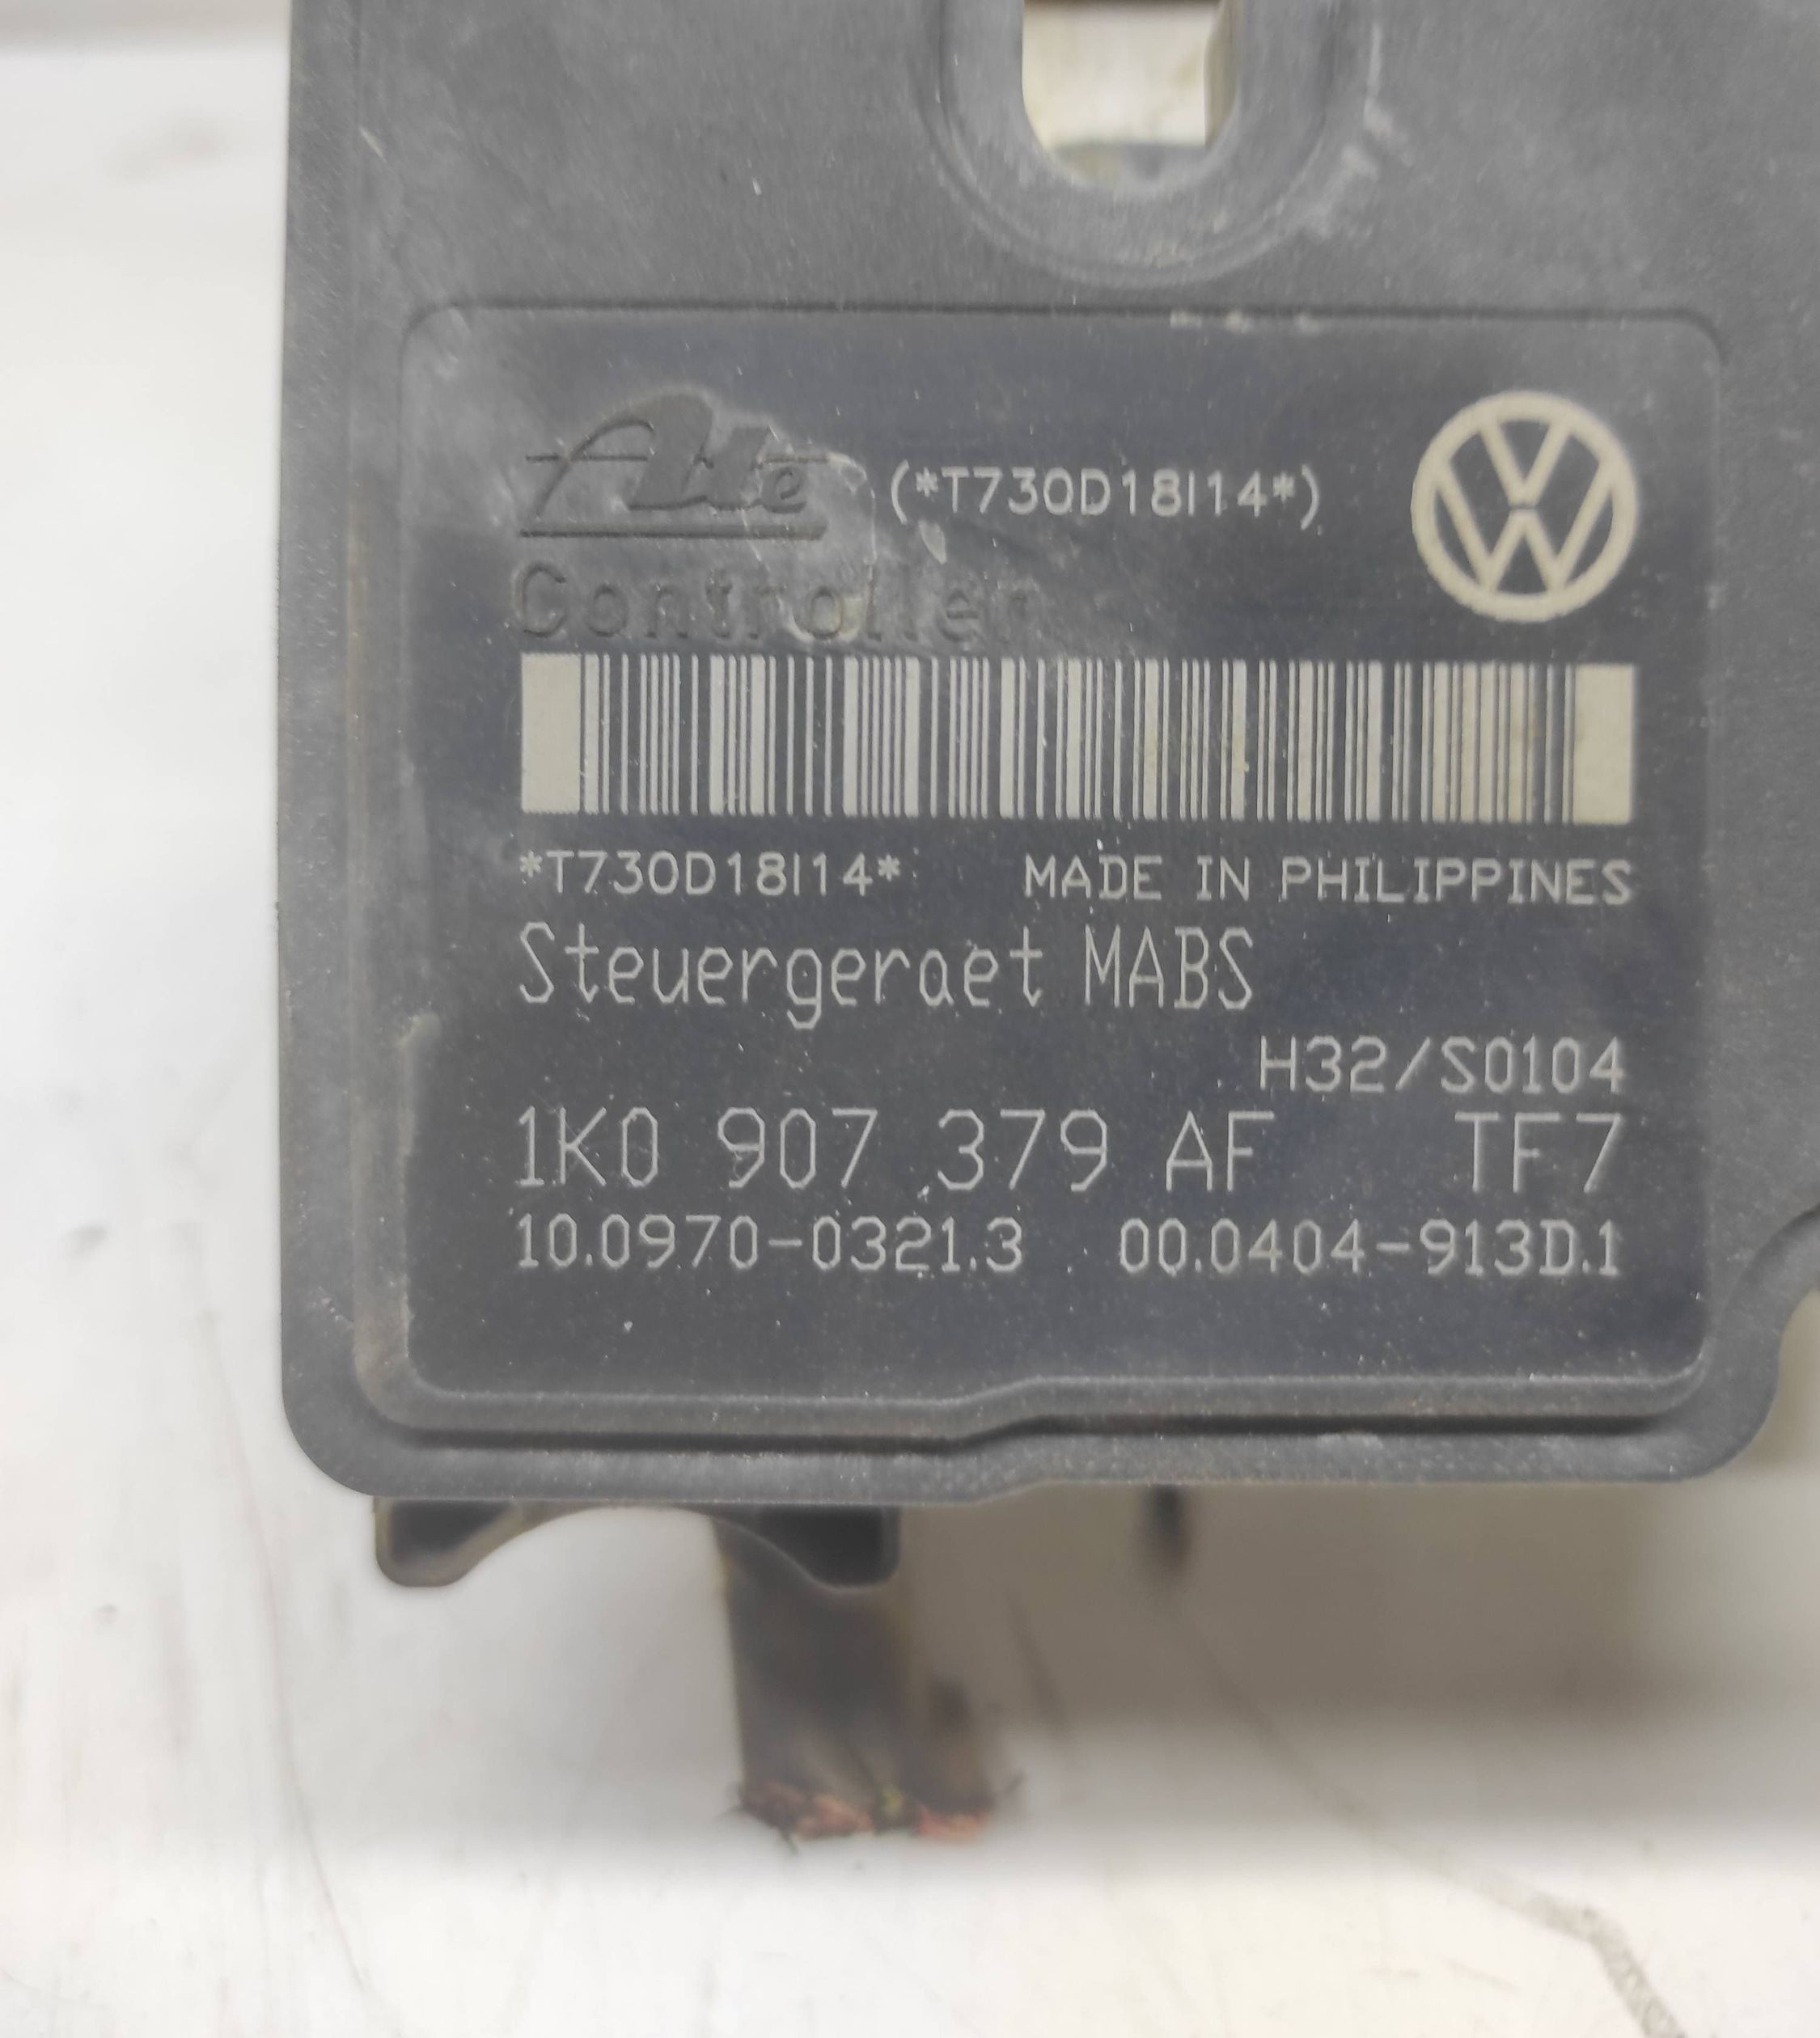 Ate (*T730D18I14*)
Controller
*T730D18I14* MADE IN PHILIPPINES
Steuergeraet MABS
H32/S0104
1K0 907 379 AF TF7
10.0970-0321.3 00.0404-913D.1